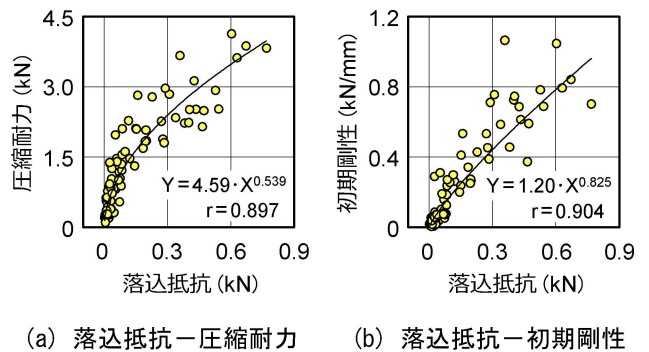 4.5
3.0
1.5
0
圧縮耐力 (kN)
Y=4.59·X^0.539
r=0.897
0 0.3 0.6 0.9
落込抵抗 (kN)
(a) 落込抵抗－圧縮耐力
1.2
0.8
0.4
0
初期剛性 (kN/mm)
Y=1.20·X^0.825
r=0.904
0 0.3 0.6 0.9
落込抵抗 (kN)
(b) 落込抵抗－初期剛性